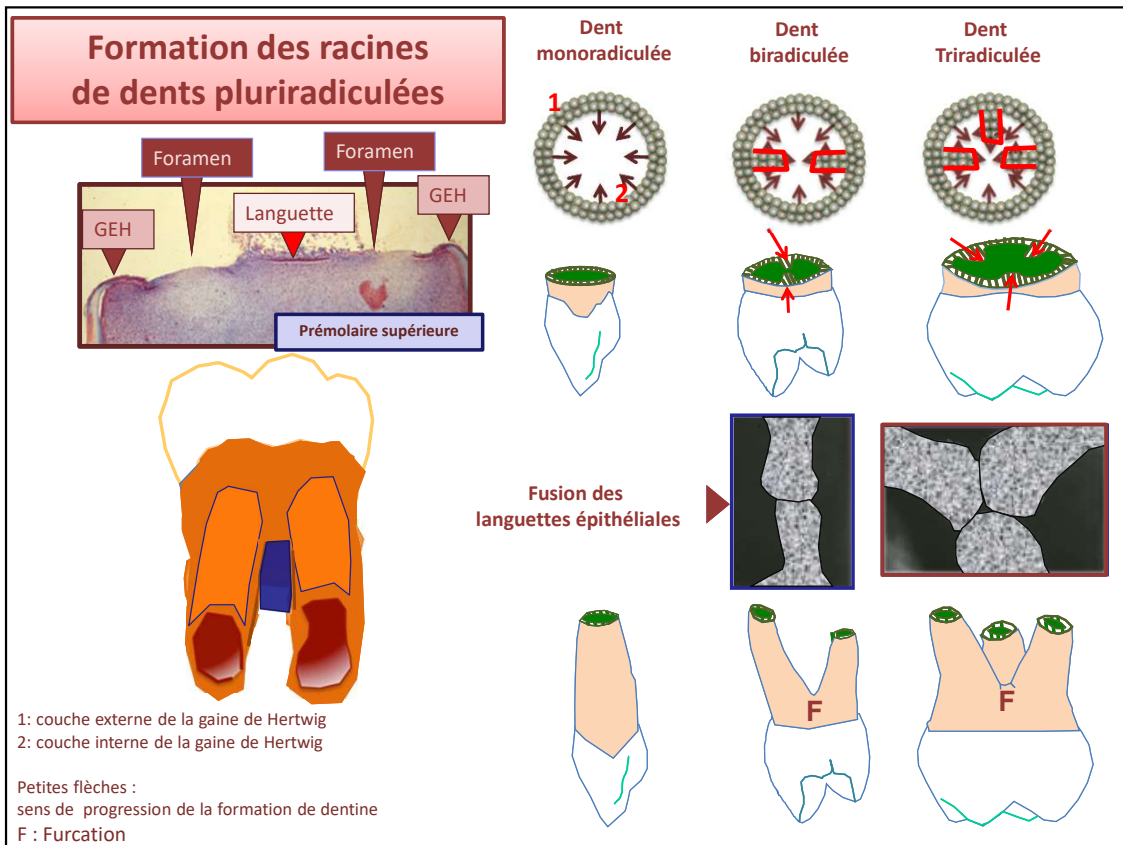 Formation des racines
de dents pluriradiculées
Foramen
Foramen
GEH
Languette
GEH
Prémolaire supérieure
1: couche externe de la gaine de Hertwig
2: couche interne de la gaine de Hertwig
Petites flèches :
sens de progression de la formation de dentine
F : Furcation
Dent
monoradiculée
Dent
biradiculée
Dent
Triradiculée
1
2
Fusion des
languettes épithéliales
F
F